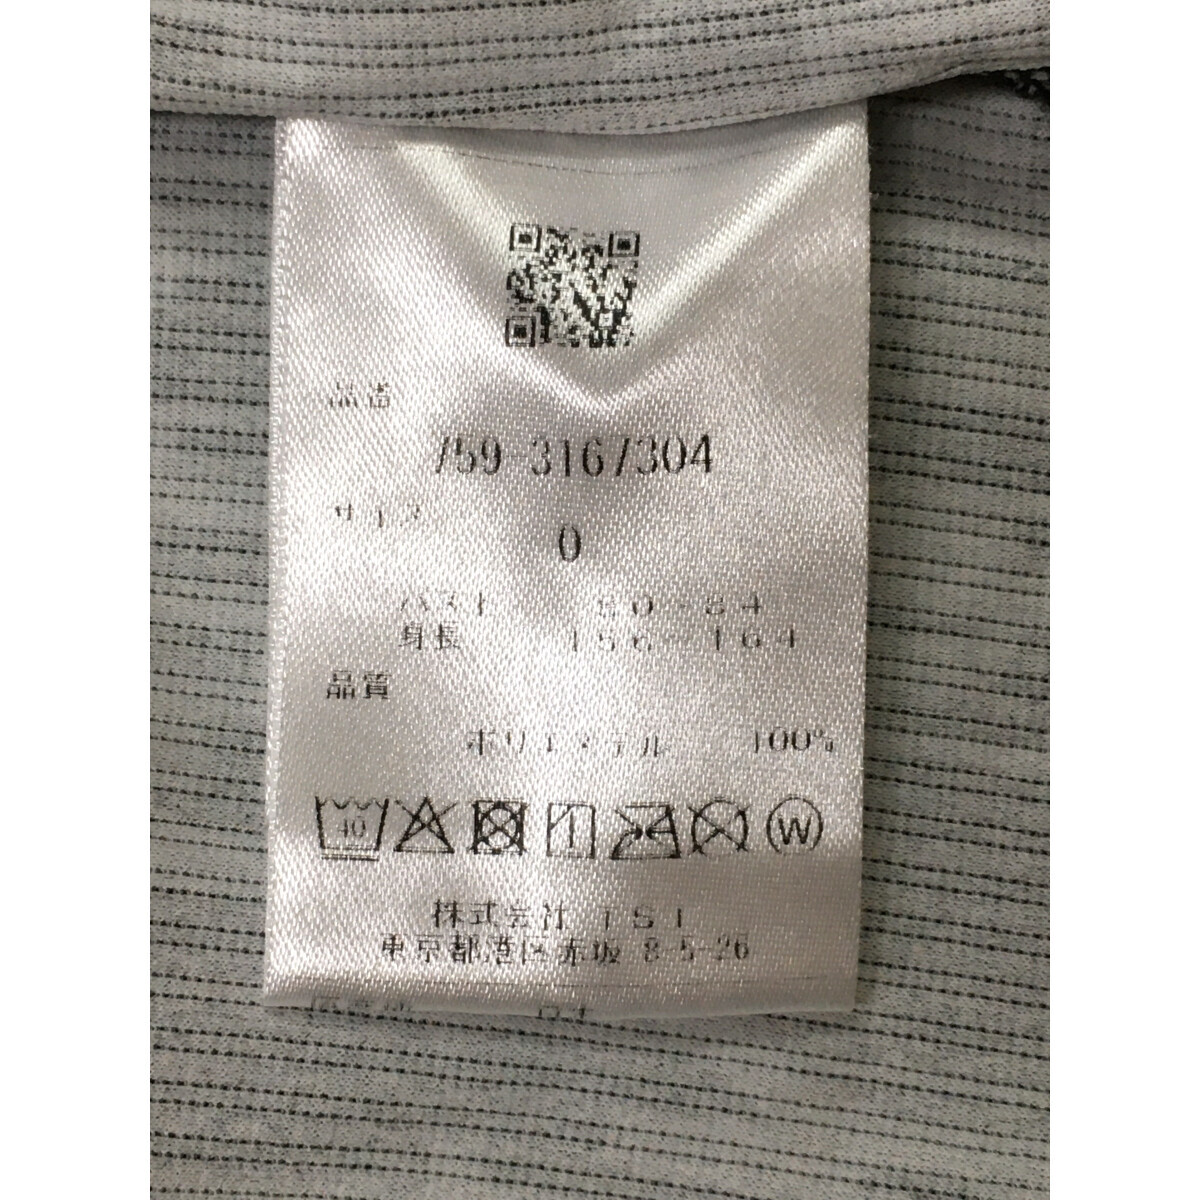 品番
759-3167304
サイズ
0
バスト 80-84
身長 156-164
品質
ポリエステル 100%
40
W
株式会社 TSI
東京都港区赤坂 8-5-26